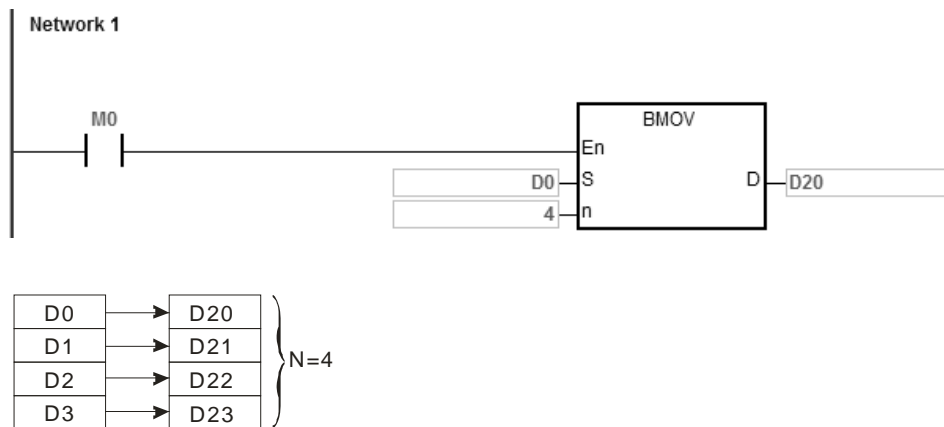 Network 1
M0
BMOV
En
D0 S D D20
4 n
D0 D20
D1 D21
N=4
D2 D22
D3 D23